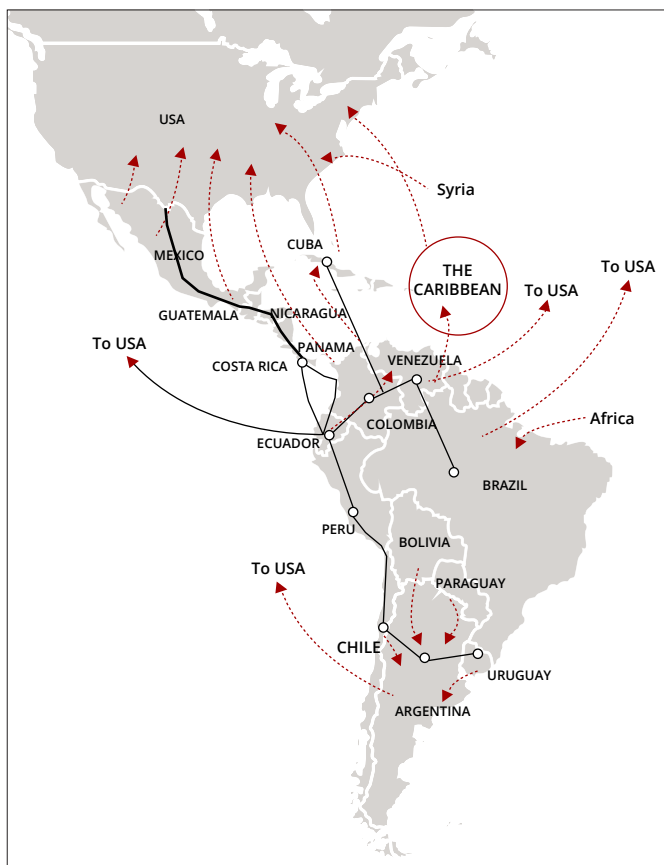 USA
Syria
CUBA
THE
CARIBBEAN
To USA
To USA
MEXICO
GUATEMALA
NICARAGUA
PANAMA
To USA
COSTA RICA
VENEZUELA
COLOMBIA
Africa
ECUADOR
BRAZIL
PERU
BOLIVIA
To USA
PARAGUAY
CHILE
URUGUAY
ARGENTINA